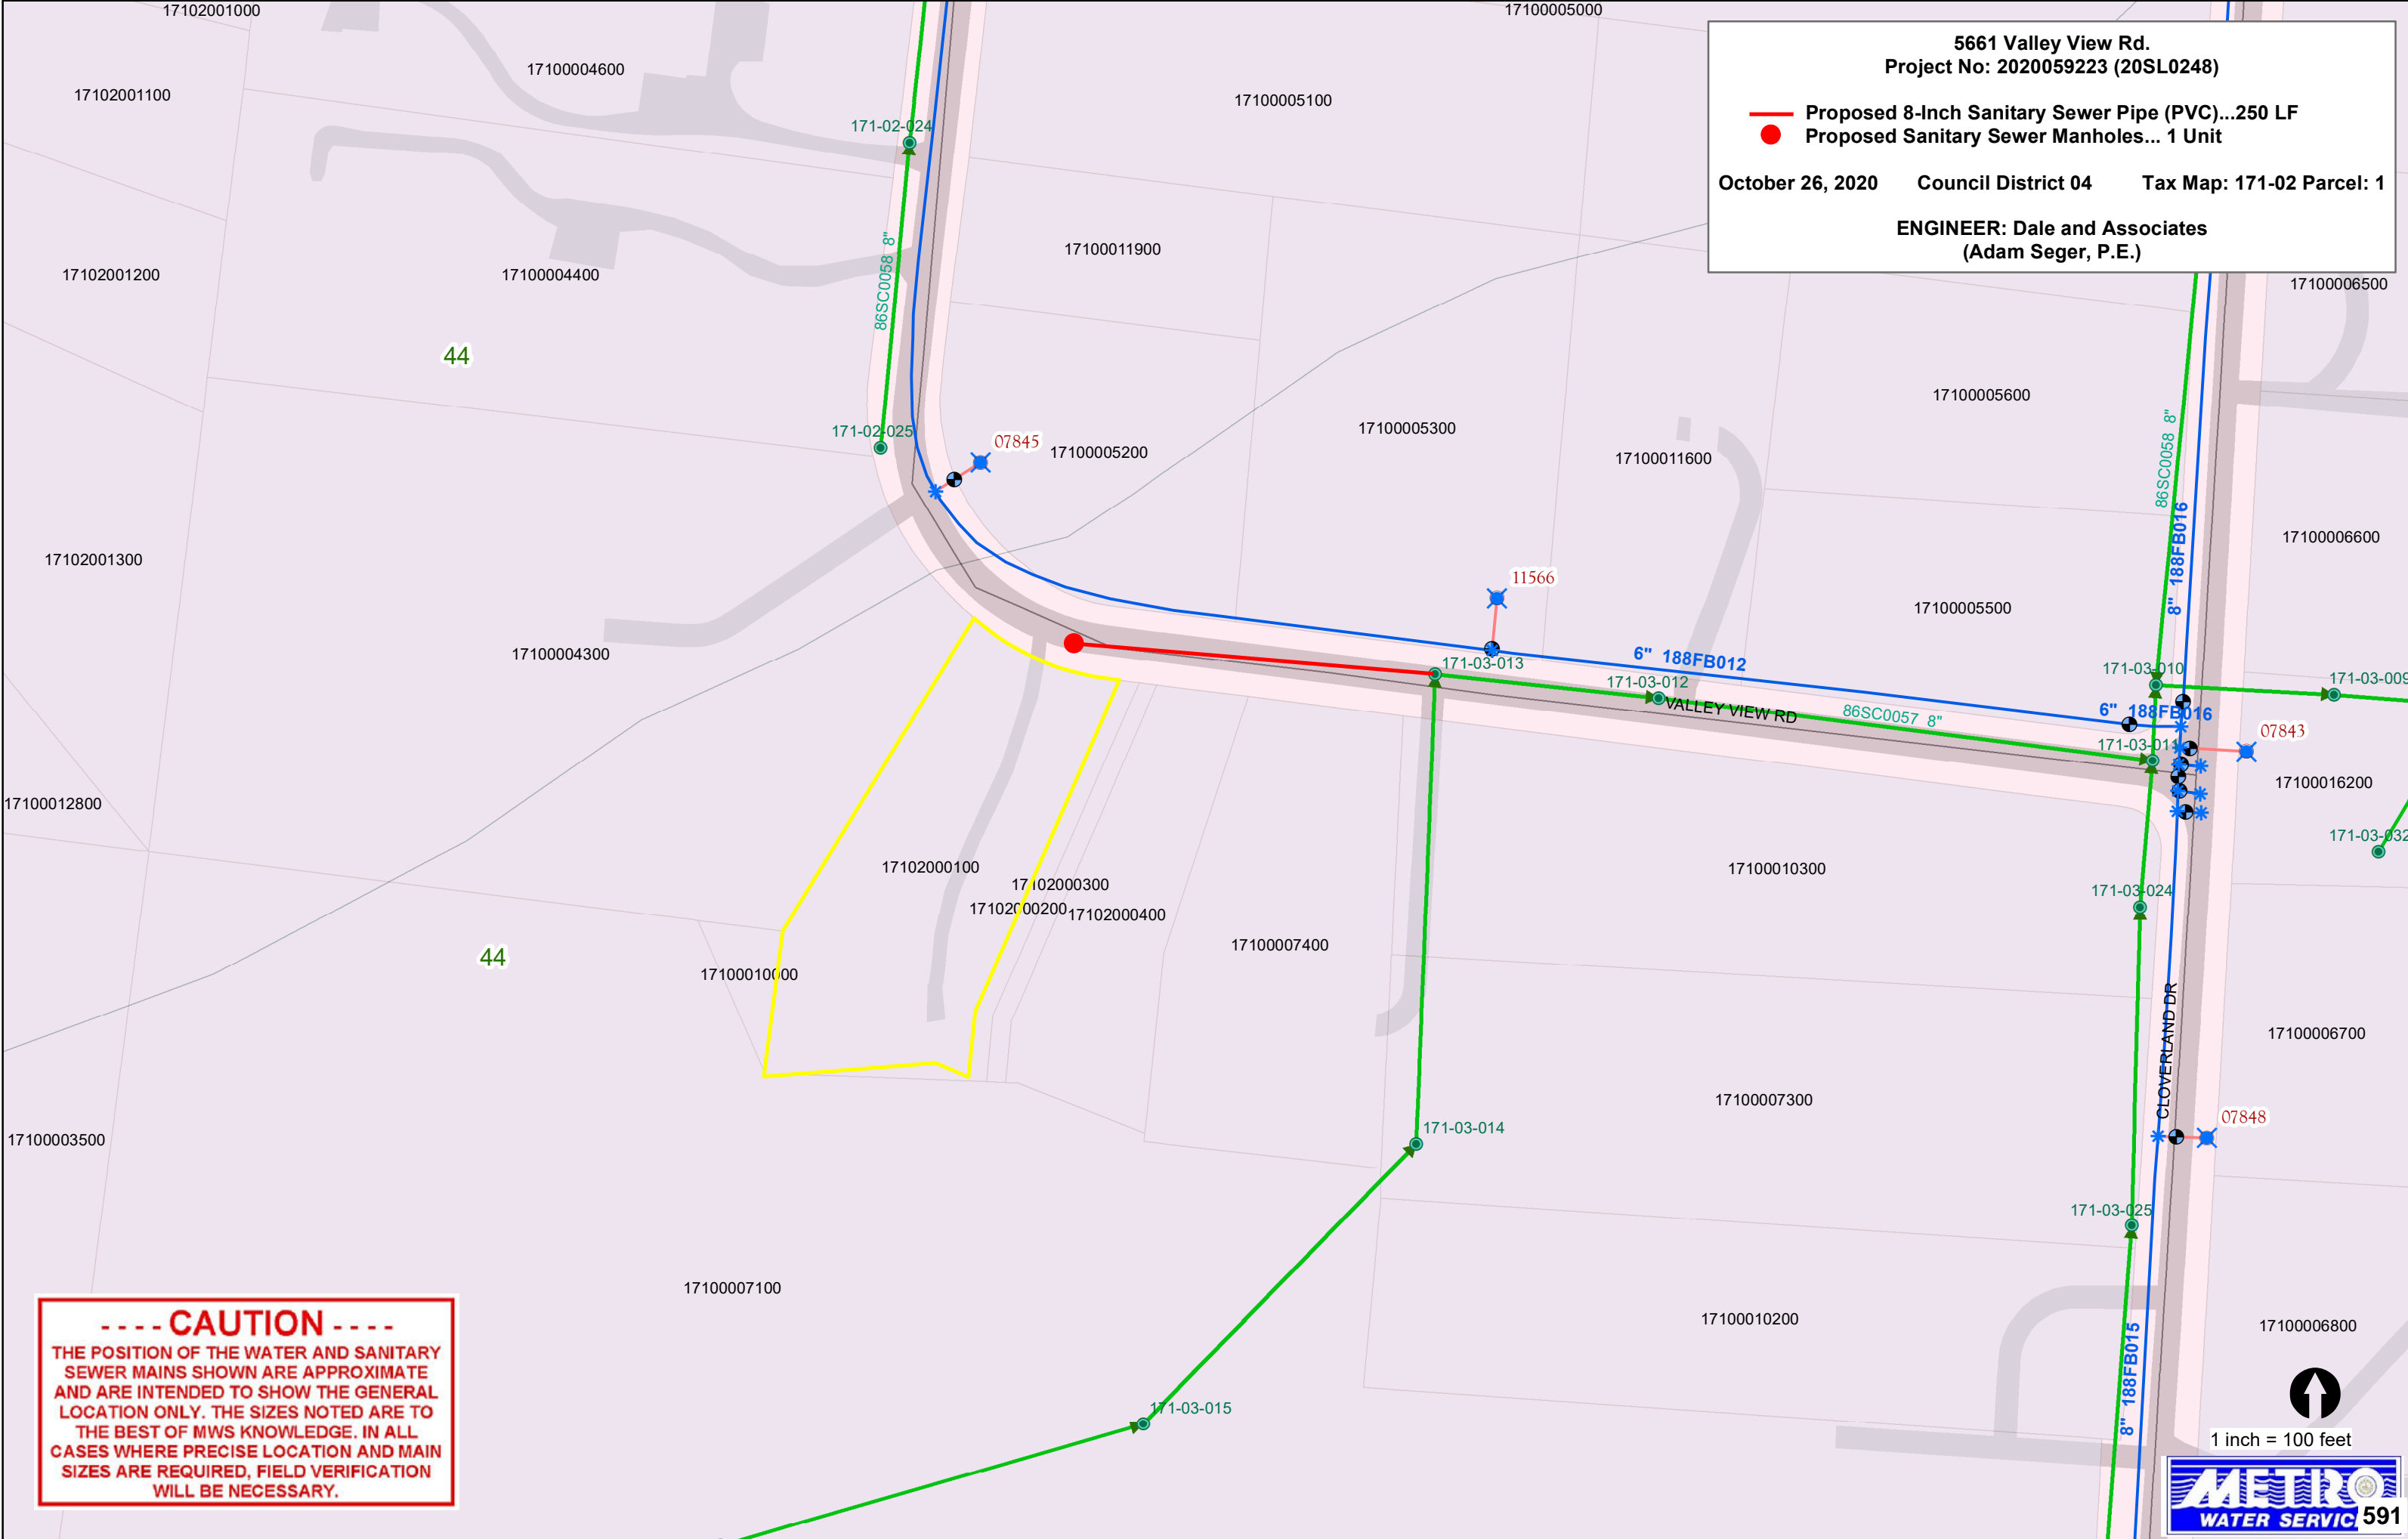 17102001000
17100005000
5661 Valley View Rd.
Project No: 2020059223 (20SL0248)
Proposed 8-Inch Sanitary Sewer Pipe (PVC)...250 LF
Proposed Sanitary Sewer Manholes... 1 Unit
October 26, 2020 Council District 04 Tax Map: 171-02 Parcel: 1
ENGINEER: Dale and Associates
(Adam Seger, P.E.)
17100004600
17102001100
17100005100
171-02-024
17100011900
17102001200
17100004400
86SC0058 8"
17100006500
44
17100005600
171-02-025
07845
17100005200
17100005300
17100011600
86SC0058 8"
8" 188FB016
17102001300
17100006600
11566
17100005500
17100004300
6" 188FB012
171-03-013
171-03-012
171-03-010
171-03-009
VALLEY VIEW RD
86SC0057 8"
6" 188FB016
171-03-011
07843
17100012800
17100016200
171-03-032
17102000100
17100010300
17102000300
17102000200
17102000400
171-03-024
17100007400
44
17100010000
CLOVERLAND DR
17100006700
17100007300
17100003500
171-03-014
07848
171-03-025
17100007100
17100010200
17100006800
8" 188FB015
171-03-015
1 inch = 100 feet
- - - - CAUTION - - - -
THE POSITION OF THE WATER AND SANITARY
SEWER MAINS SHOWN ARE APPROXIMATE
AND ARE INTENDED TO SHOW THE GENERAL
LOCATION ONLY. THE SIZES NOTED ARE TO
THE BEST OF MWS KNOWLEDGE. IN ALL
CASES WHERE PRECISE LOCATION AND MAIN
SIZES ARE REQUIRED, FIELD VERIFICATION
WILL BE NECESSARY.
METRO
WATER
591